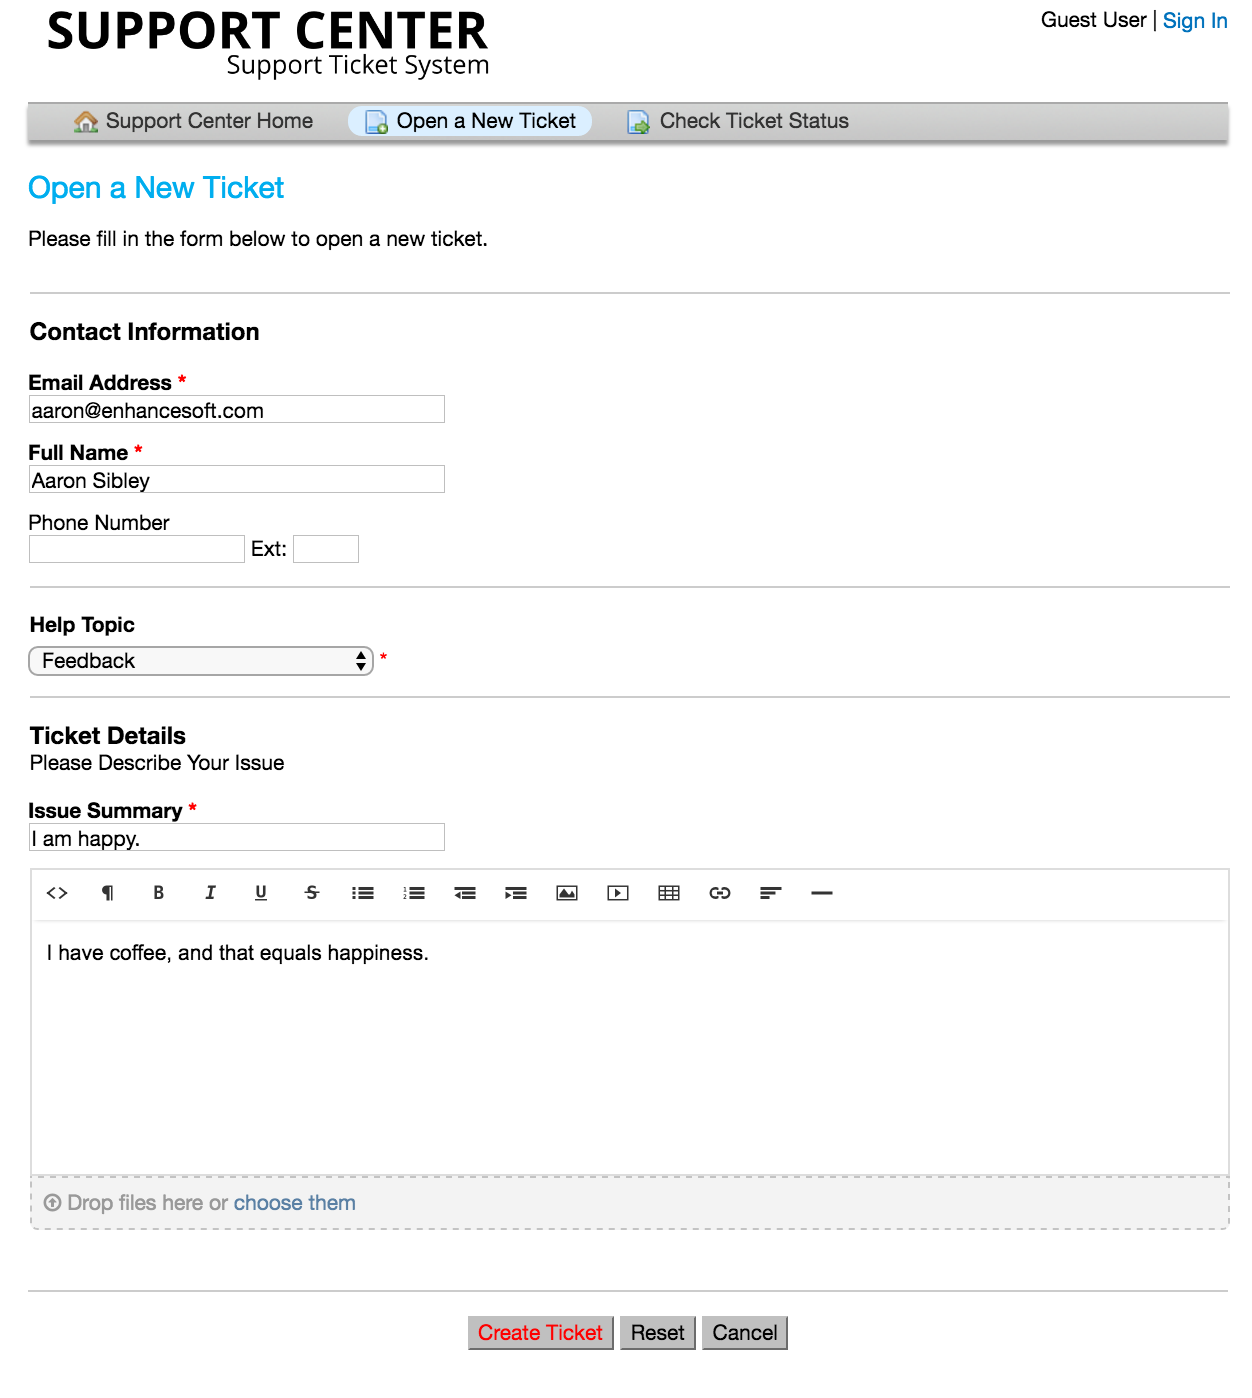 SUPPORT CENTER
Support Ticket System
Guest User | Sign In
Support Center Home Open a New Ticket Check Ticket Status
Open a New Ticket
Please fill in the form below to open a new ticket.
Contact Information
Email Address *
aaron@enhancesoft.com
Full Name *
Aaron Sibley
Phone Number
Ext:
Help Topic
Feedback *
Ticket Details
Please Describe Your Issue
Issue Summary *
I am happy.
<> ¶ B I U S
I have coffee, and that equals happiness.
Drop files here or choose them
Create Ticket Reset Cancel